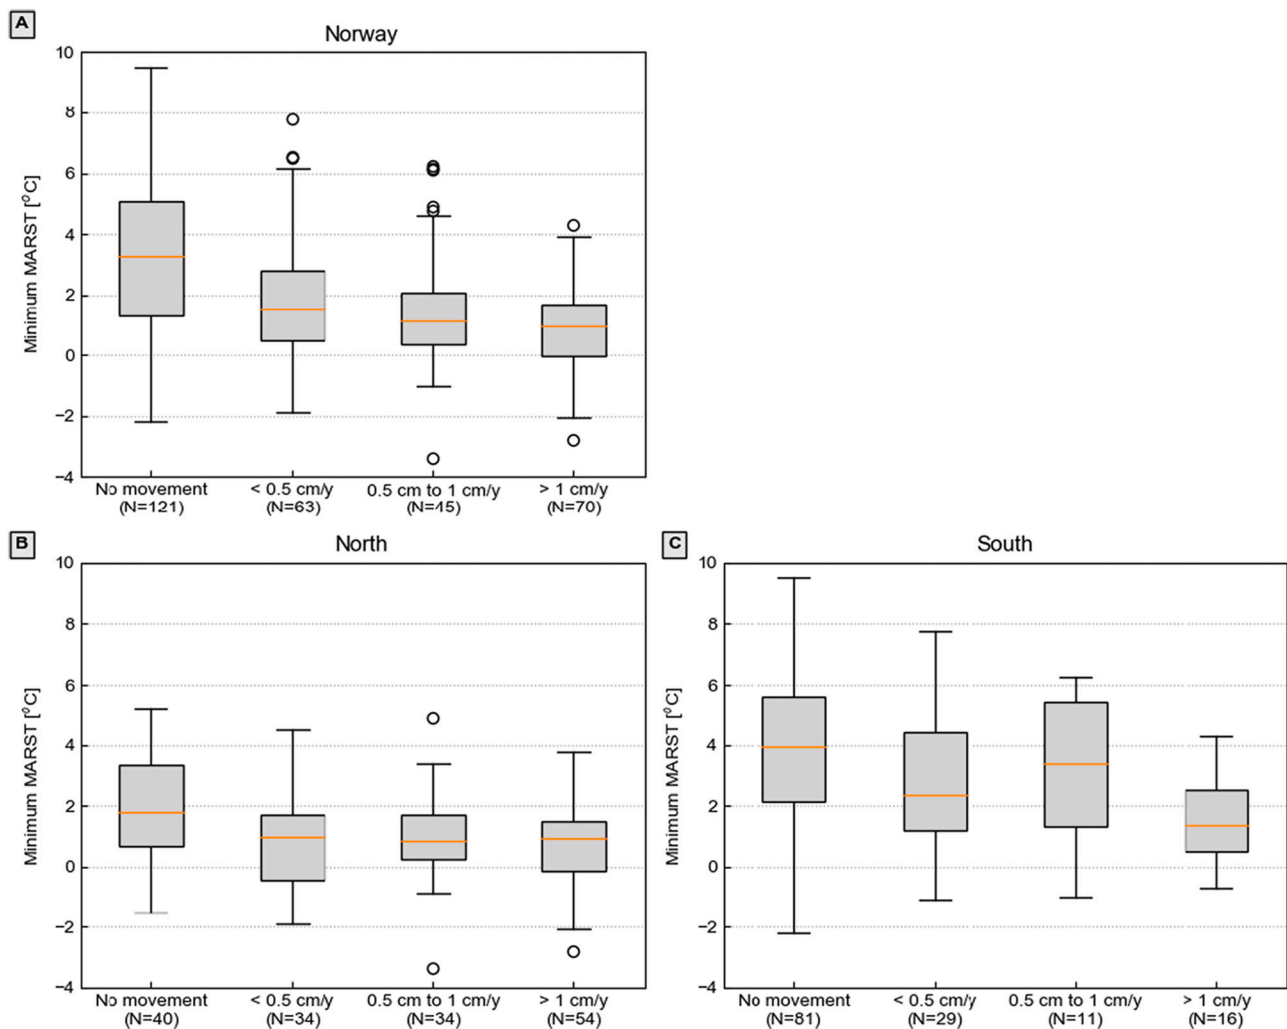 A
Norway
Minimum MARST [°C]
10
8
6
4
2
0
−2
−4
No movement
(N=121)
< 0.5 cm/y
(N=63)
0.5 cm to 1 cm/y
(N=45)
> 1 cm/y
(N=70)
B
North
Minimum MARST [°C]
10
8
6
4
2
0
−2
−4
No movement
(N=40)
< 0.5 cm/y
(N=34)
0.5 cm to 1 cm/y
(N=34)
> 1 cm/y
(N=54)
C
South
Minimum MARST [°C]
10
8
6
4
2
0
−2
−4
No movement
(N=81)
< 0.5 cm/y
(N=29)
0.5 cm to 1 cm/y
(N=11)
> 1 cm/y
(N=16)